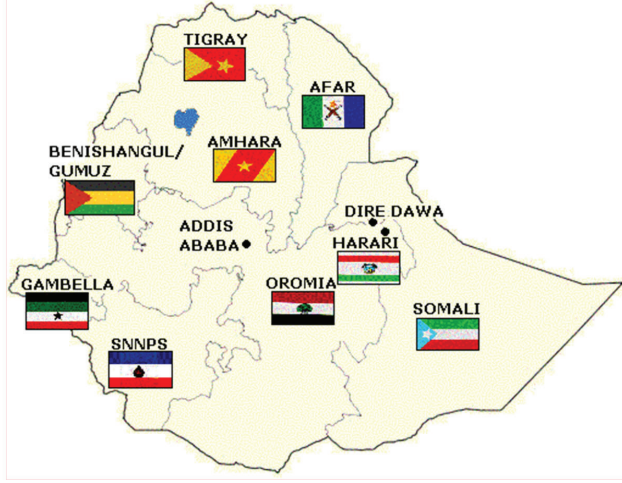 TIGRAY
AFAR
AMHARA
BENISHANGUL/
GUMUZ
ADDIS
ABABA
DIRE DAWA
HARARI
GAMBELLA
OROMIA
SOMALI
SNNPS